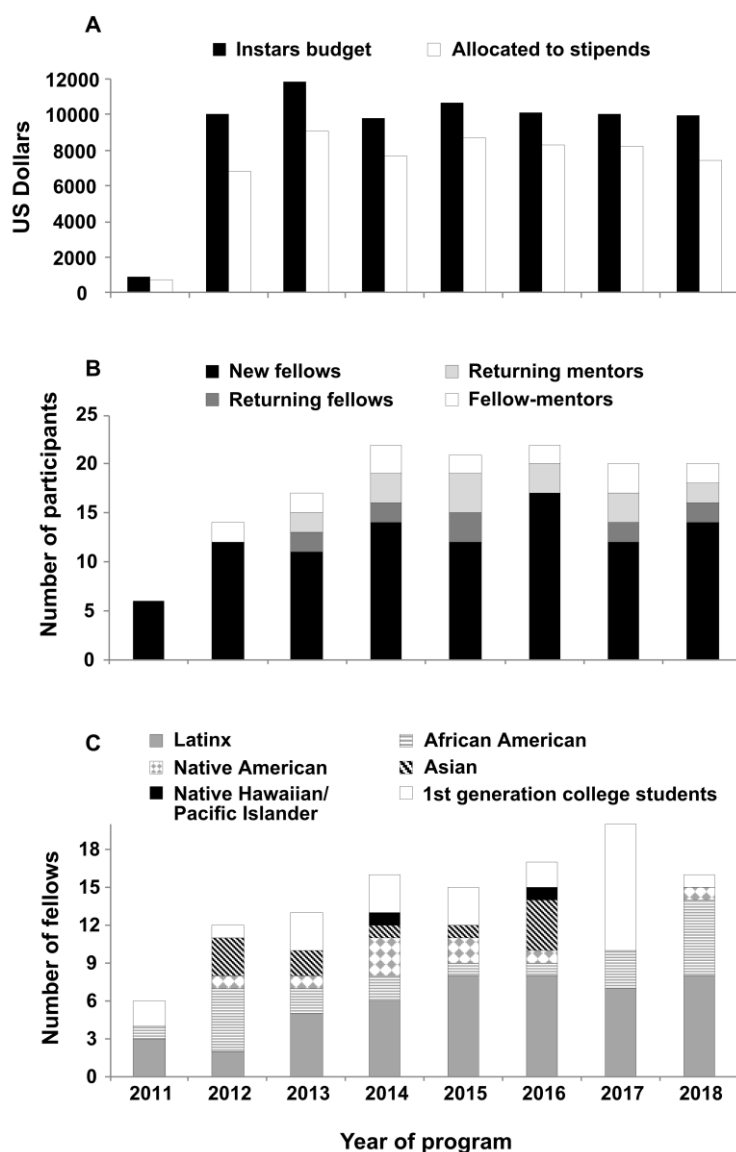 A
Instars budget Allocated to stipends
12000
10000
8000
6000
4000
2000
0
US Dollars
B
New fellows Returning mentors
Returning fellows Fellow-mentors
25
20
15
10
5
0
Number of participants
C
Latinx African American
Native American Asian
Native Hawaiian/ 1st generation college students
Pacific Islander
18
15
12
9
6
3
0
Number of fellows
2011 2012 2013 2014 2015 2016 2017 2018
Year of program